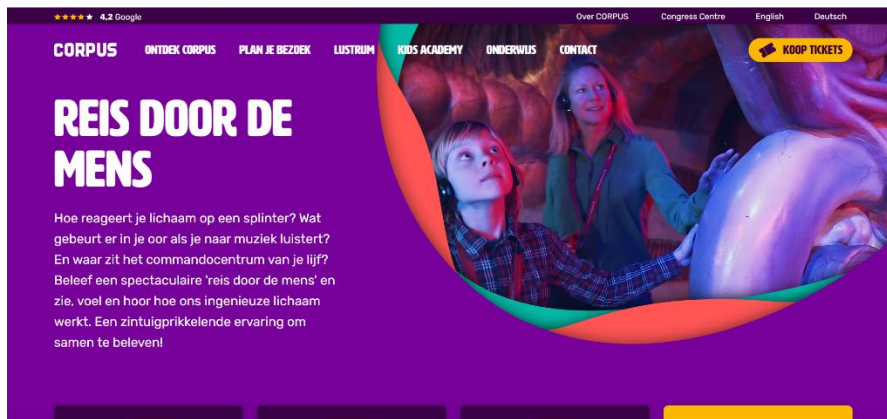 ★★★★★ 4,2 Google
Over CORPUS Congress Centre English Deutsch
CORPUS ONTDEK CORPUS PLAN JE BEZOEK LUSTRUM KIDS ACADEMY ONDERWIJS CONTACT KOOP TICKETS
REIS DOOR DE
MENS
Hoe reageert je lichaam op een splinter? Wat
gebeurt er in je oor als je naar muziek luistert?
En waar zit het commandocentrum van je lijf?
Beleef een spectaculaire 'reis door de mens' en
zie, voel en hoor hoe ons ingenieuze lichaam
werkt. Een zintuigprikkelende ervaring om
samen te beleven!